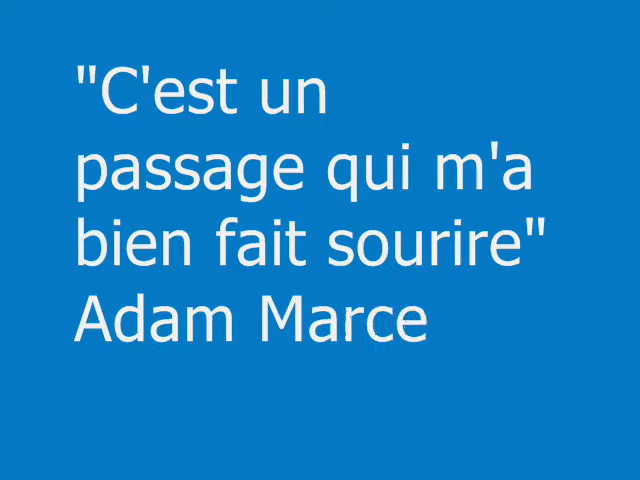 "C'est un
passage qui m'a
bien fait sourire"
Adam Marce